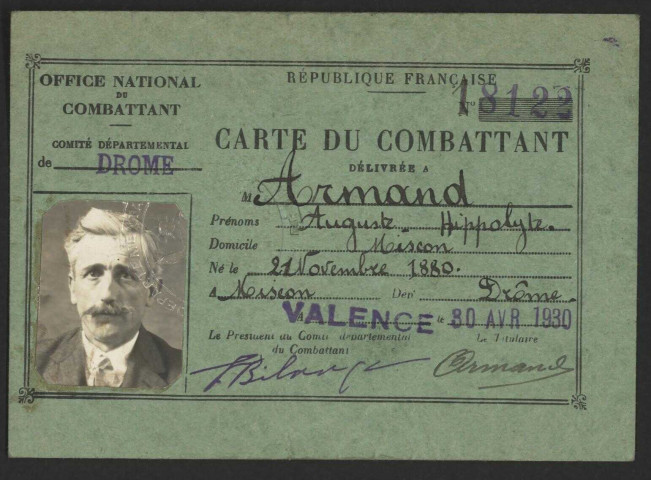 OFFICE NATIONAL
DU
COMBATTANT
COMITÉ DÉPARTEMENTAL
de DROME
RÉPUBLIQUE FRANÇAISE
N° 18122
CARTE DU COMBATTANT
DÉLIVRÉE A
M Armand
Prénoms Auguste. Hippolyte.
Domicile Miscon
Né le 21 Novembre 1880.
A Miscon Dépt Drôme.
A VALENCE le 30 AVR 1930
Le Président du Comité départemental
du Combattant
Le Titulaire
Armand